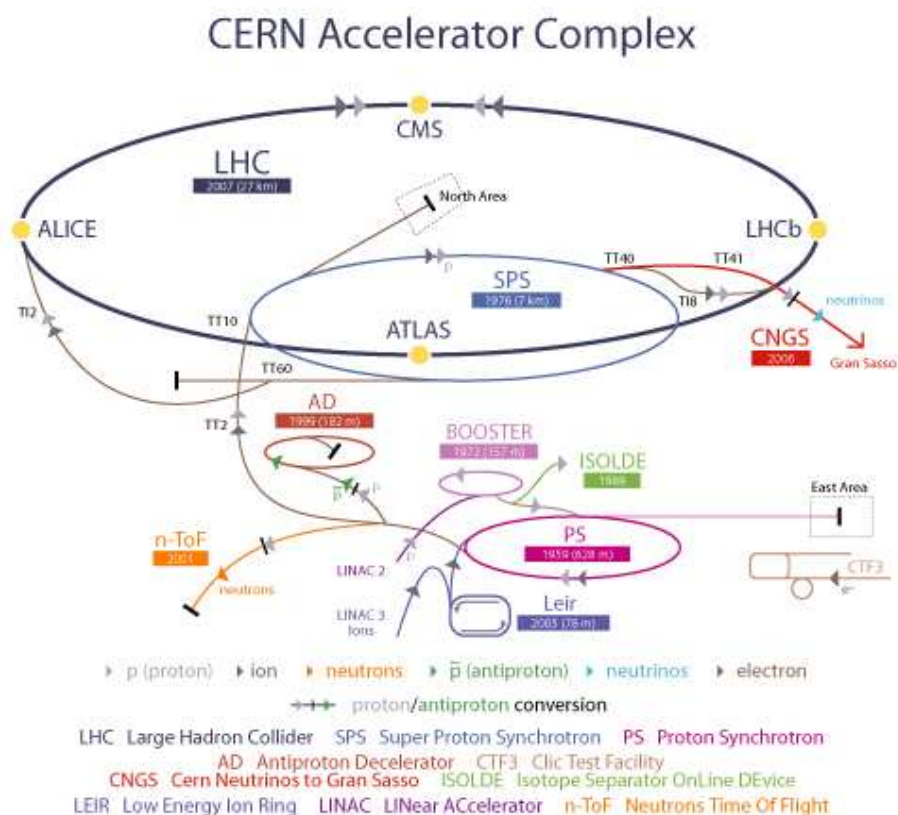 CERN Accelerator Complex
CMS
LHC
2007 (27 km)
North Area
ALICE
LHCb
TT40
TT41
SPS
1976 (7 km)
p
TI8
TI2
neutrinos
TT10
ATLAS
CNGS
2006
Gran Sasso
TT60
AD
1999 (182 m)
TT2
BOOSTER
1972 (157 m)
ISOLDE
1989
p̅
p
East Area
n-ToF
2001
PS
1959 (628 m)
LINAC 2
p
CTF3
e-
neutrons
LINAC 3
Ions
Leir
2005 (78 m)
p (proton) ion neutrons p̅ (antiproton) neutrinos electron
proton/antiproton conversion
LHC Large Hadron Collider SPS Super Proton Synchrotron PS Proton Synchrotron
AD Antiproton Decelerator CTF3 Clic Test Facility
CNGS Cern Neutrinos to Gran Sasso ISOLDE Isotope Separator OnLine DEvice
LEIR Low Energy Ion Ring LINAC LINear ACcelerator n-ToF Neutrons Time Of Flight